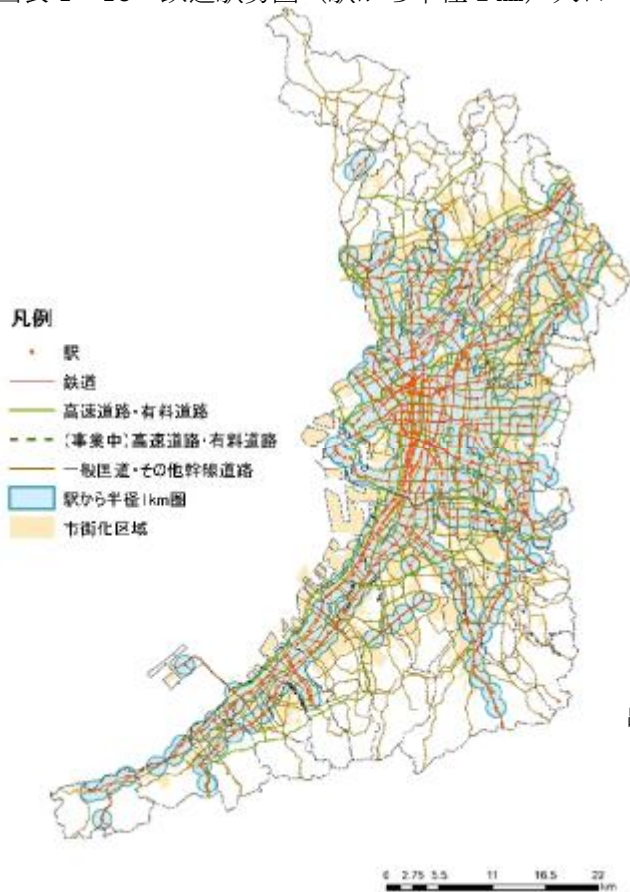 凡例
駅
鉄道
高速道路・有料道路
(事業中)高速道路・有料道路
一般国道・その他幹線道路
駅から半径1km圏
市街化区域
0 2.75 5.5 11 16.5 22
km